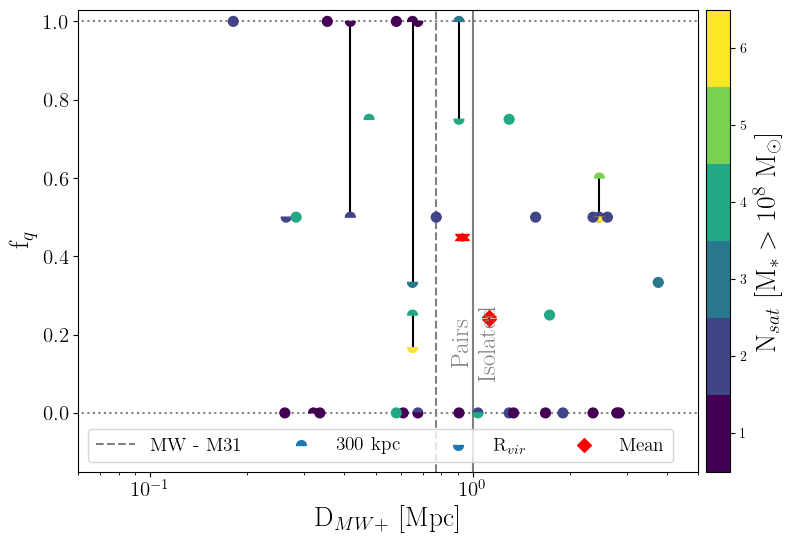 1.0
0.8
0.6
0.4
0.2
0.0
f_q
Pairs
Isolated
MW - M31
300 kpc
R_vir
Mean
10^−1
10^0
D_MW+ [Mpc]
6
5
4
3
2
1
N_sat [M_* > 10^8 M_⊙]